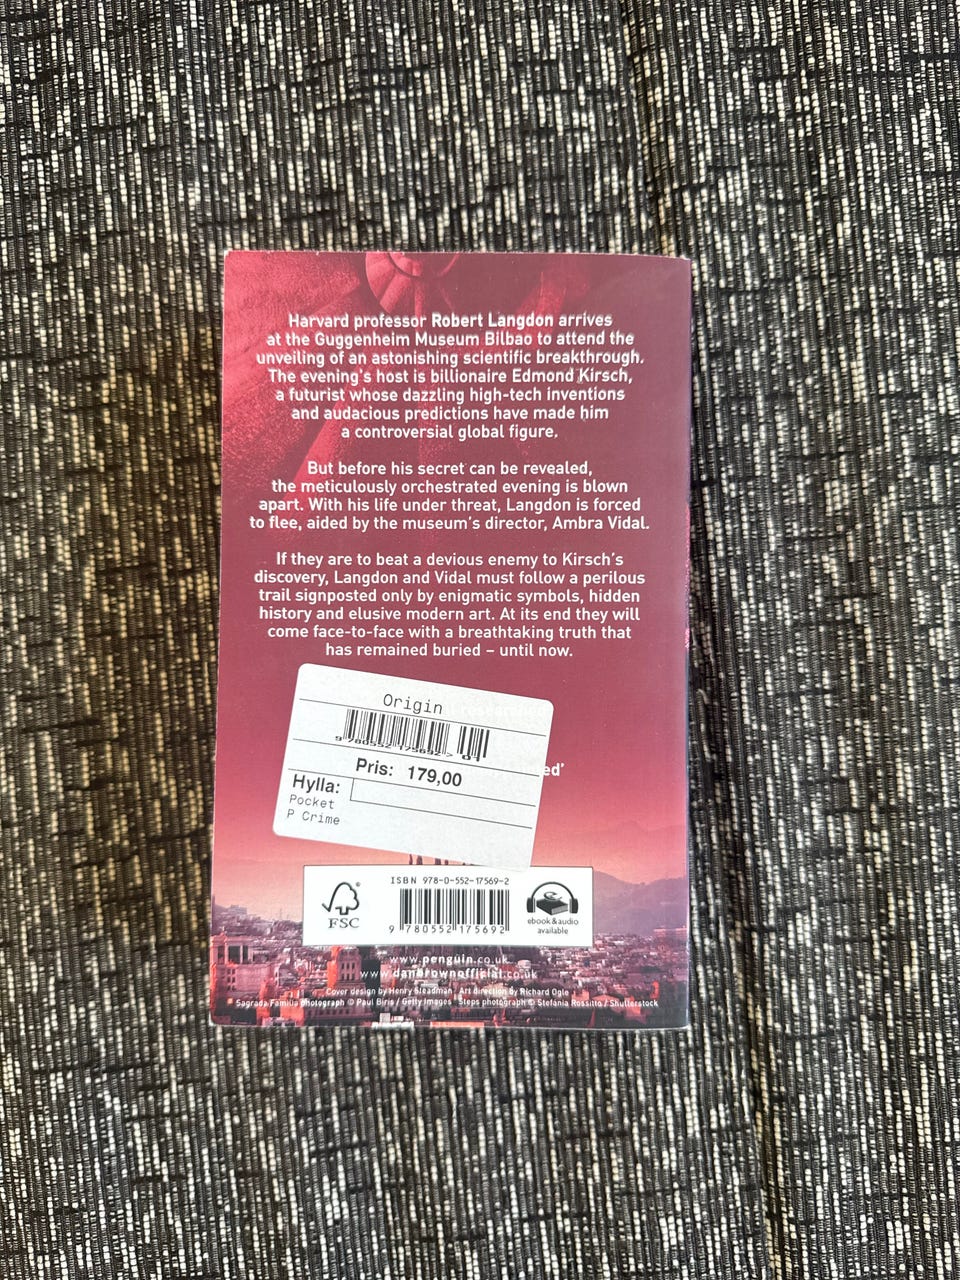 Harvard professor Robert Langdon arrives
at the Guggenheim Museum Bilbao to attend the
unveiling of an astonishing scientific breakthrough.
The evening's host is billionaire Edmond Kirsch,
a futurist whose dazzling high-tech inventions
and audacious predictions have made him
a controversial global figure.
But before his secret can be revealed,
the meticulously orchestrated evening is blown
apart. With his life under threat, Langdon is forced
to flee, aided by the museum's director, Ambra Vidal.
If they are to beat a devious enemy to Kirsch's
discovery, Langdon and Vidal must follow a perilous
trail signposted only by enigmatic symbols, hidden
history and elusive modern art. At its end they will
come face-to-face with a breathtaking truth that
has remained buried – until now.
Origin
Pris: 179,00
ed'
Hylla:
Pocket
P Crime
ISBN 978-0-552-17569-2
FSC
9 780552 175692
ebook & audio
available
www.penguin.co.uk
www.danbrownofficial.co.uk
Cover design by Henry Steadman Art direction by Richard Ogle
Sagrada Familia photograph © Paul Biris / Getty Images Steps photograph © Stefania Rossitto / Shutterstock